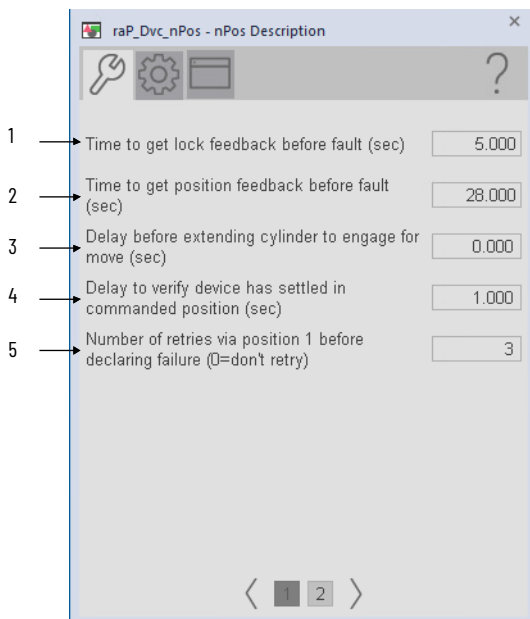 raP_Dvc_nPos - nPos Description
×
?
1
Time to get lock feedback before fault (sec)
5.000
2
Time to get position feedback before fault
(sec)
28.000
3
Delay before extending cylinder to engage for
move (sec)
0.000
4
Delay to verify device has settled in
commanded position (sec)
1.000
5
Number of retries via position 1 before
declaring failure (0=don't retry)
3
1 2